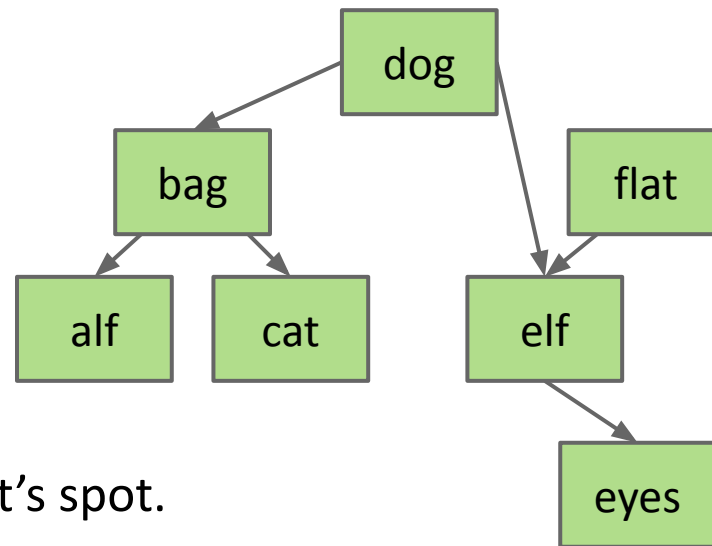 dog
bag
flat
alf
cat
elf
t's spot.
eyes